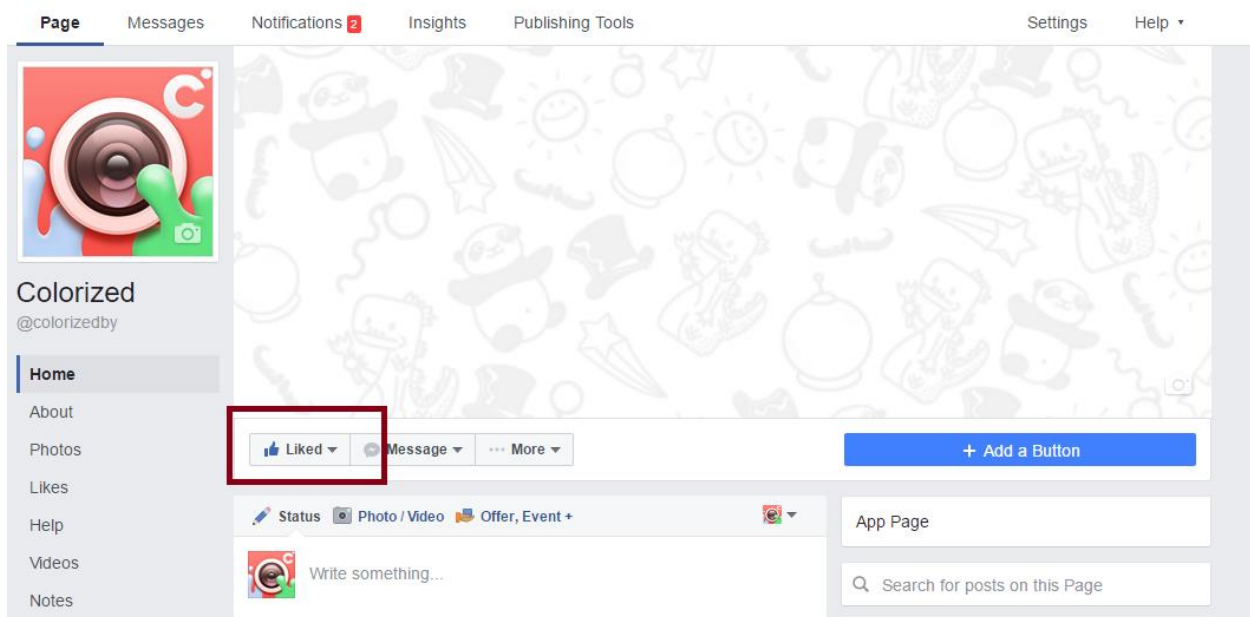 Page Messages Notifications 2 Insights Publishing Tools Settings Help
C
Colorized
@colorizedby
Home
About
Photos
Likes
Help
Videos
Notes
Liked Message ··· More
+ Add a Button
Status Photo / Video Offer, Event +
Write something...
App Page
Search for posts on this Page